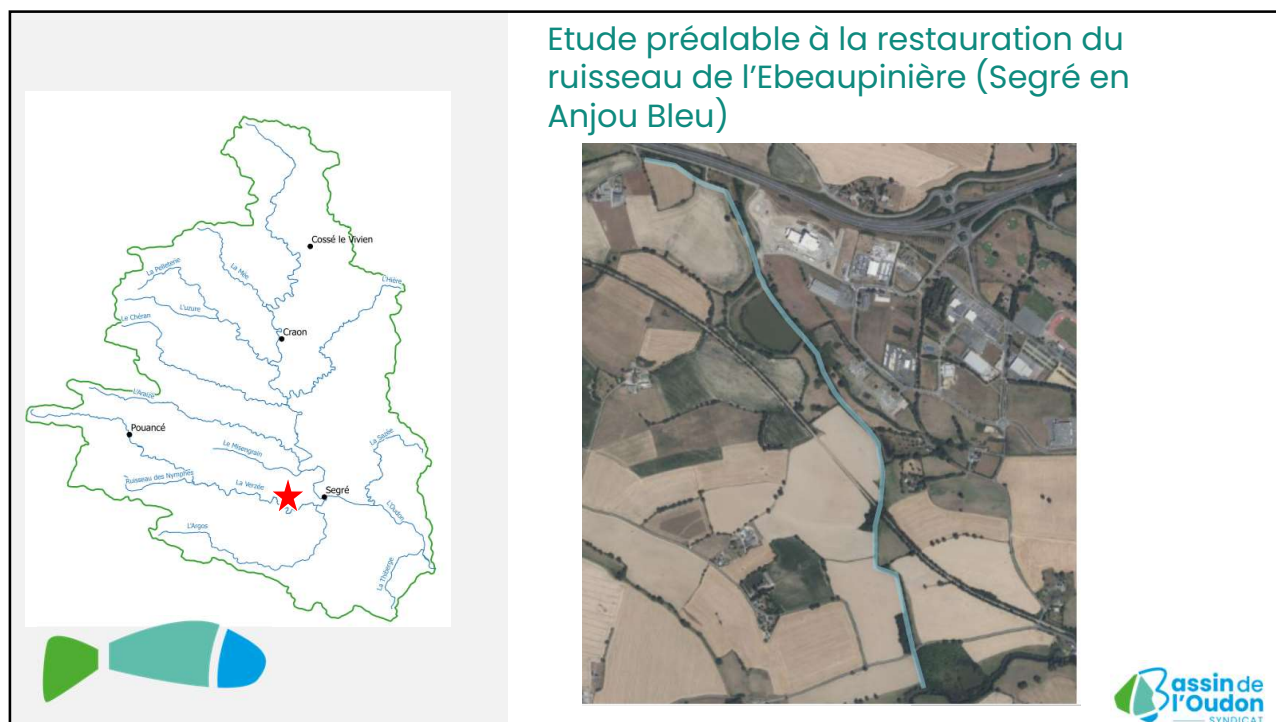 Etude préalable à la restauration du
ruisseau de l'Ebeaupinière (Segré en
Anjou Bleu)
Cossé le Vivien
La Mée
La Pelleterie
L'Hière
L'Uzure
Le Chéran
Craon
L'Araize
Pouancé
La Sazée
Le Misengrain
Ruisseau des Nymphes
La Verzée
Segré
L'Oudon
L'Argos
La Thiberge
Bassin de
l'Oudon
SYNDICAT